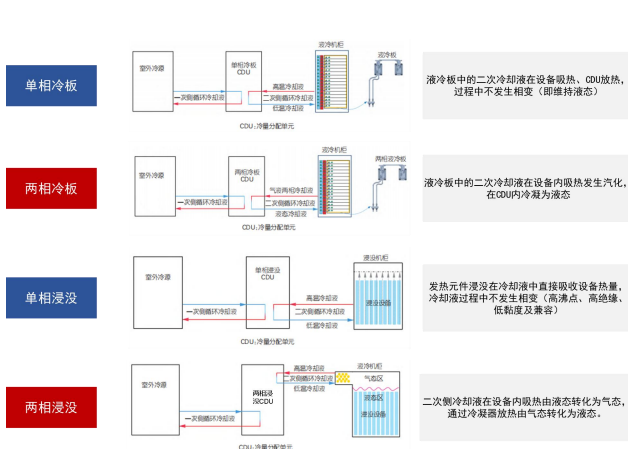 单相冷板
室外冷源
单相冷板
CDU
液冷机柜
液冷板
高温冷却液
一次侧循环冷却液
二次侧循环冷却液
低温冷却液
CDU:冷量分配单元
液冷板中的二次冷却液在设备吸热、CDU放热,
过程中不发生相变（即维持液态）
两相冷板
室外冷源
两相冷板
CDU
液冷机柜
两相液冷板
气液两相冷却液
一次侧循环冷却液
二次侧循环冷却液
液态冷却液
CDU:冷量分配单元
液冷板中的二次冷却液在设备内吸热发生汽化,
在CDU内冷凝为液态
单相浸没
室外冷源
单相浸没
CDU
浸没机柜
高温冷却液
浸没设备
一次侧循环冷却液
二次侧循环冷却液
低温冷却液
CDU:冷量分配单元
发热元件浸没在冷却液中直接吸收设备热量,
冷却液过程中不发生相变（高沸点、高绝缘、
低黏度及兼容）
两相浸没
室外冷源
两相浸
没CDU
液冷机柜
高温冷却液
二次侧循环冷却液
低温冷却液
气态区
液态区
浸没设备
一次侧循环冷却液
CDU:冷量分配单元
二次侧冷却液在设备内吸热由液态转化为气态,
通过冷凝器放热由气态转化为液态。